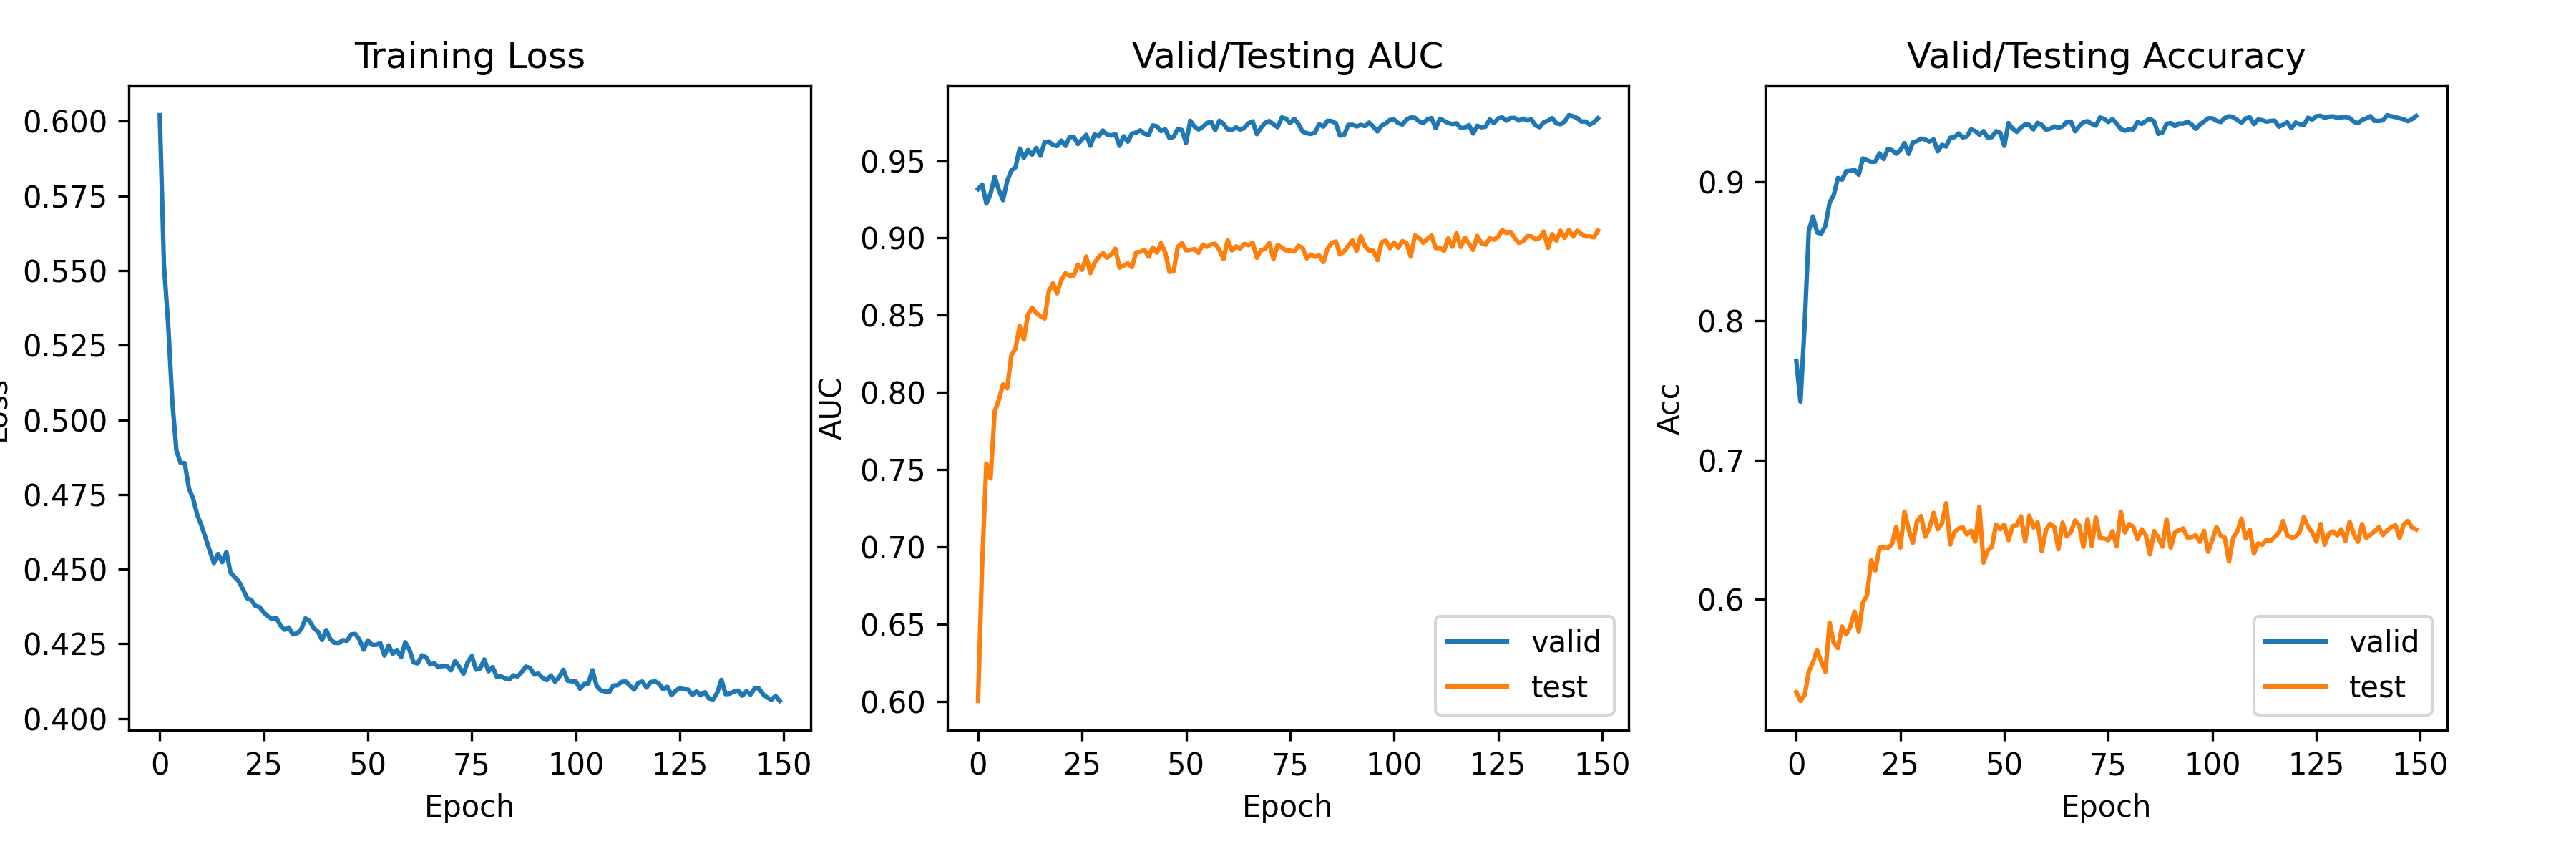 Training Loss
0.600
0.575
0.550
0.525
0.500
0.475
0.450
0.425
0.400
Loss
0 25 50 75 100 125 150
Epoch
Valid/Testing AUC
0.95
0.90
0.85
0.80
0.75
0.70
0.65
0.60
AUC
valid
test
0 25 50 75 100 125 150
Epoch
Valid/Testing Accuracy
0.9
0.8
0.7
0.6
Acc
valid
test
0 25 50 75 100 125 150
Epoch